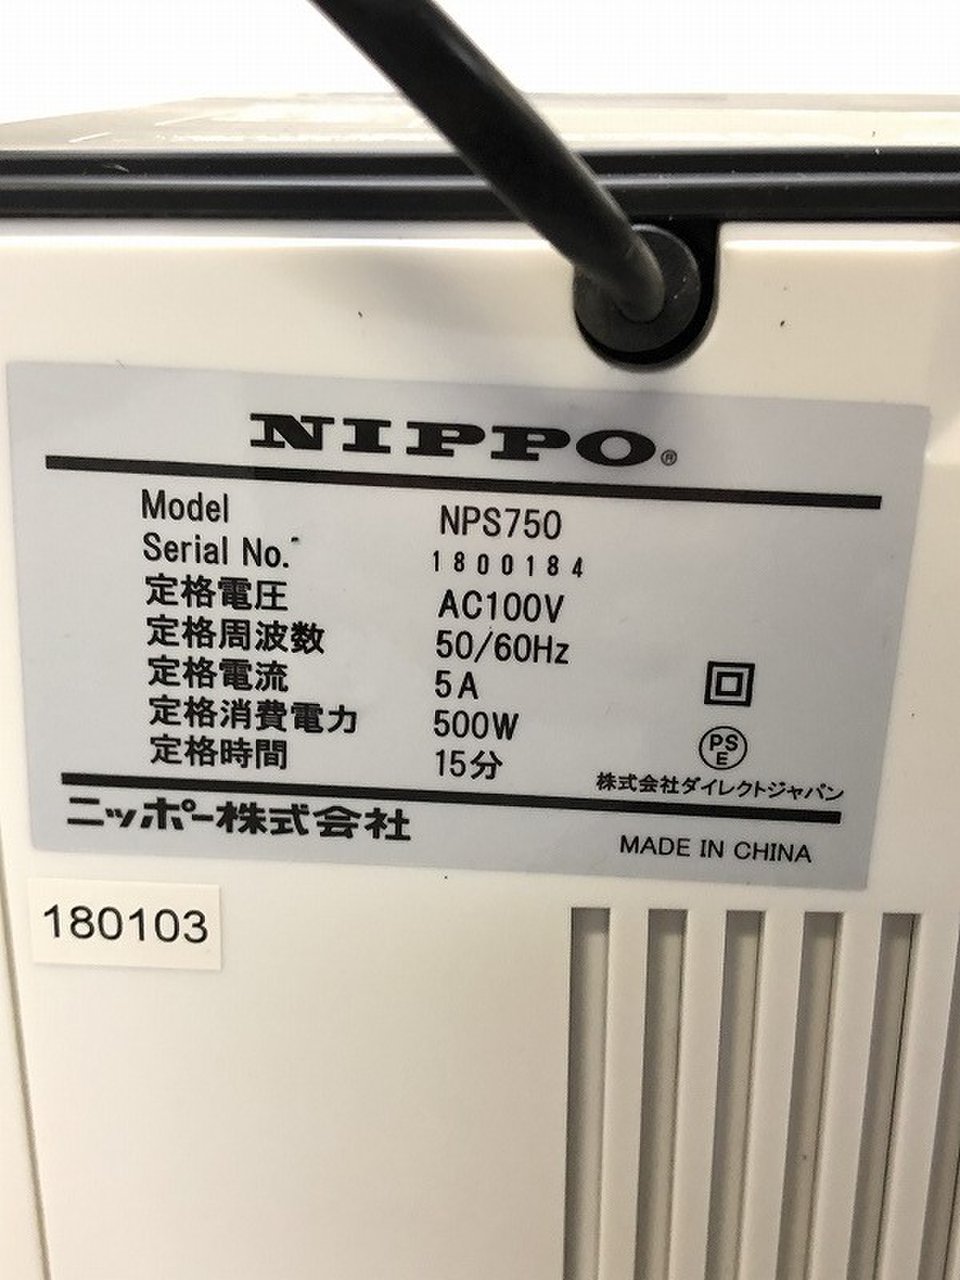 NIPPO®
Model NPS750
Serial No. 1800184
定格電圧 AC100V
定格周波数 50/60Hz
定格電流 5A
定格消費電力 500W
定格時間 15分
PS
E
株式会社ダイレクトジャパン
ニッポー株式会社
MADE IN CHINA
180103